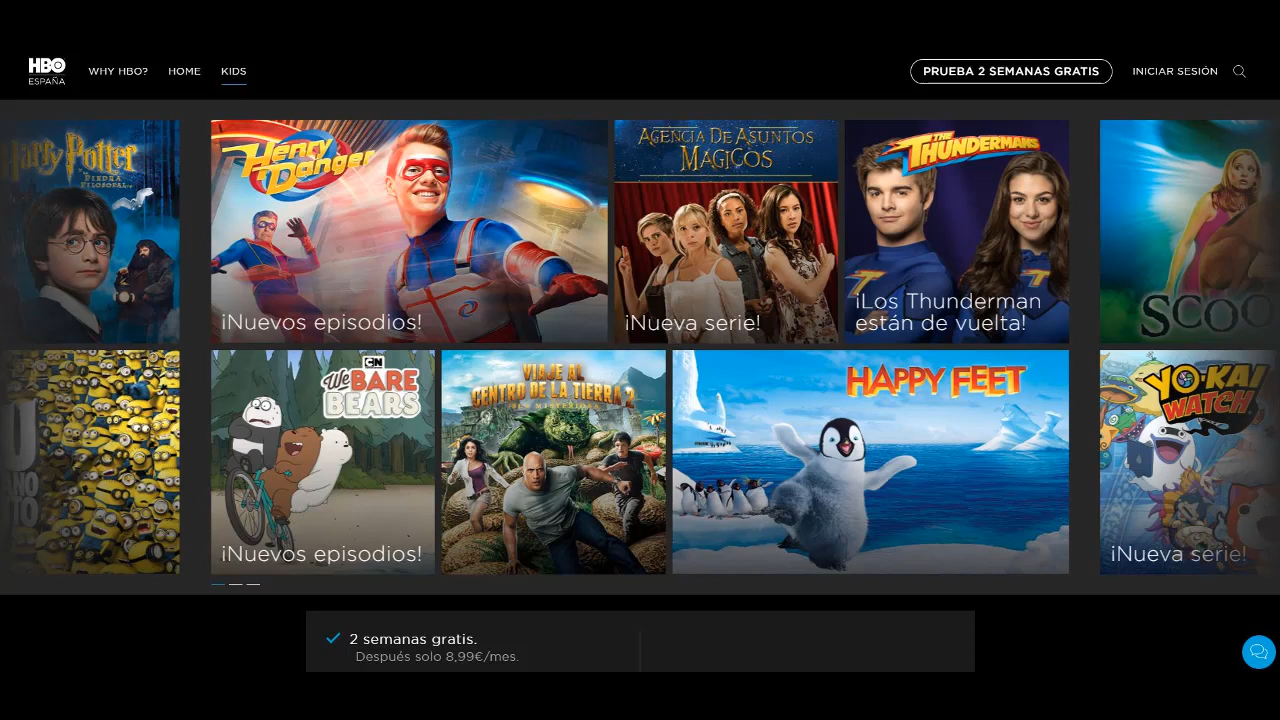 HBO
ESPAÑA
WHY HBO?
HOME
KIDS
PRUEBA 2 SEMANAS GRATIS
INICIAR SESIÓN
Harry Potter
PIEDRA
FILOSOFAL
Henry
Danger
¡Nuevos episodios!
AGENCIA DE ASUNTOS
MÁGICOS
¡Nueva serie!
THE
THUNDERMANS
¡Los Thunderman
están de vuelta!
SCOO
CN
We BARE
BEARS
¡Nuevos episodios!
VIAJE AL
CENTRO DE LA TIERRA 2
HAPPY FEET
YO-KAI
WATCH
¡Nueva serie!
2 semanas gratis.
Después solo 8,99€/mes.